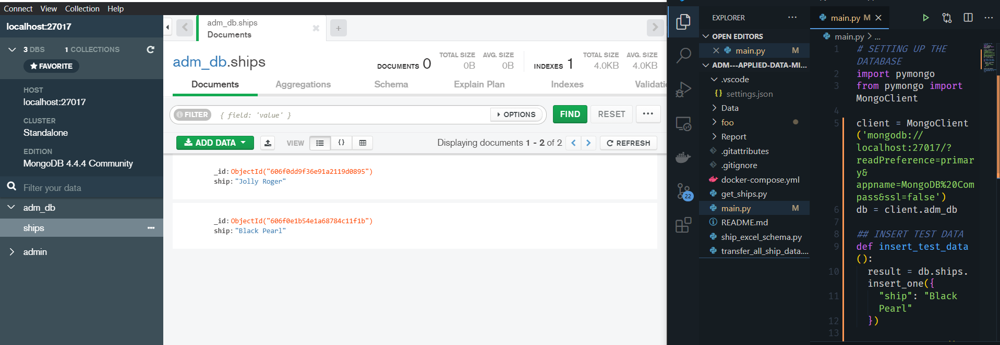 Connect View Collection Help
localhost:27017
3 DBS 1 COLLECTIONS
FAVORITE
HOST
localhost:27017
CLUSTER
Standalone
EDITION
MongoDB 4.4.4 Community
Filter your data
adm_db
ships
admin
adm_db.ships
Documents
adm_db.ships
DOCUMENTS 0
TOTAL SIZE AVG. SIZE
0B 0B
INDEXES 1
TOTAL SIZE AVG. SIZE
4.0KB 4.0KB
Documents Aggregations Schema Explain Plan Indexes Validati
FILTER { field: 'value' } OPTIONS FIND RESET ...
ADD DATA VIEW {} Displaying documents 1 - 2 of 2 REFRESH
_id: ObjectId("606f0dd9f36e91a2119d0895")
ship: "Jolly Roger"
_id: ObjectId("606f0e1b54e1a68784c11f1b")
ship: "Black Pearl"
22
EXPLORER ...
OPEN EDITORS
main.py M
ADM---APPLIED-DATA-MI...
.vscode
{} settings.json
Data
foo
Report
.gitattributes
.gitignore
docker-compose.yml
get_ships.py
main.py M
README.md
ship_excel_schema.py
transfer_all_ship_data....
main.py M
main.py > ...
1 # SETTING UP THE
DATABASE
2 import pymongo
3 from pymongo import
MongoClient
4
5 client = MongoClient
('mongodb://
localhost:27017/?
readPreference=primar
y&
appname=MongoDB%20Com
pass&ssl=false')
6 db = client.adm_db
7
8 ## INSERT TEST DATA
9 def insert_test_data
():
10 result = db.ships.
insert_one({
11 "ship": "Black
Pearl"
12 })
13